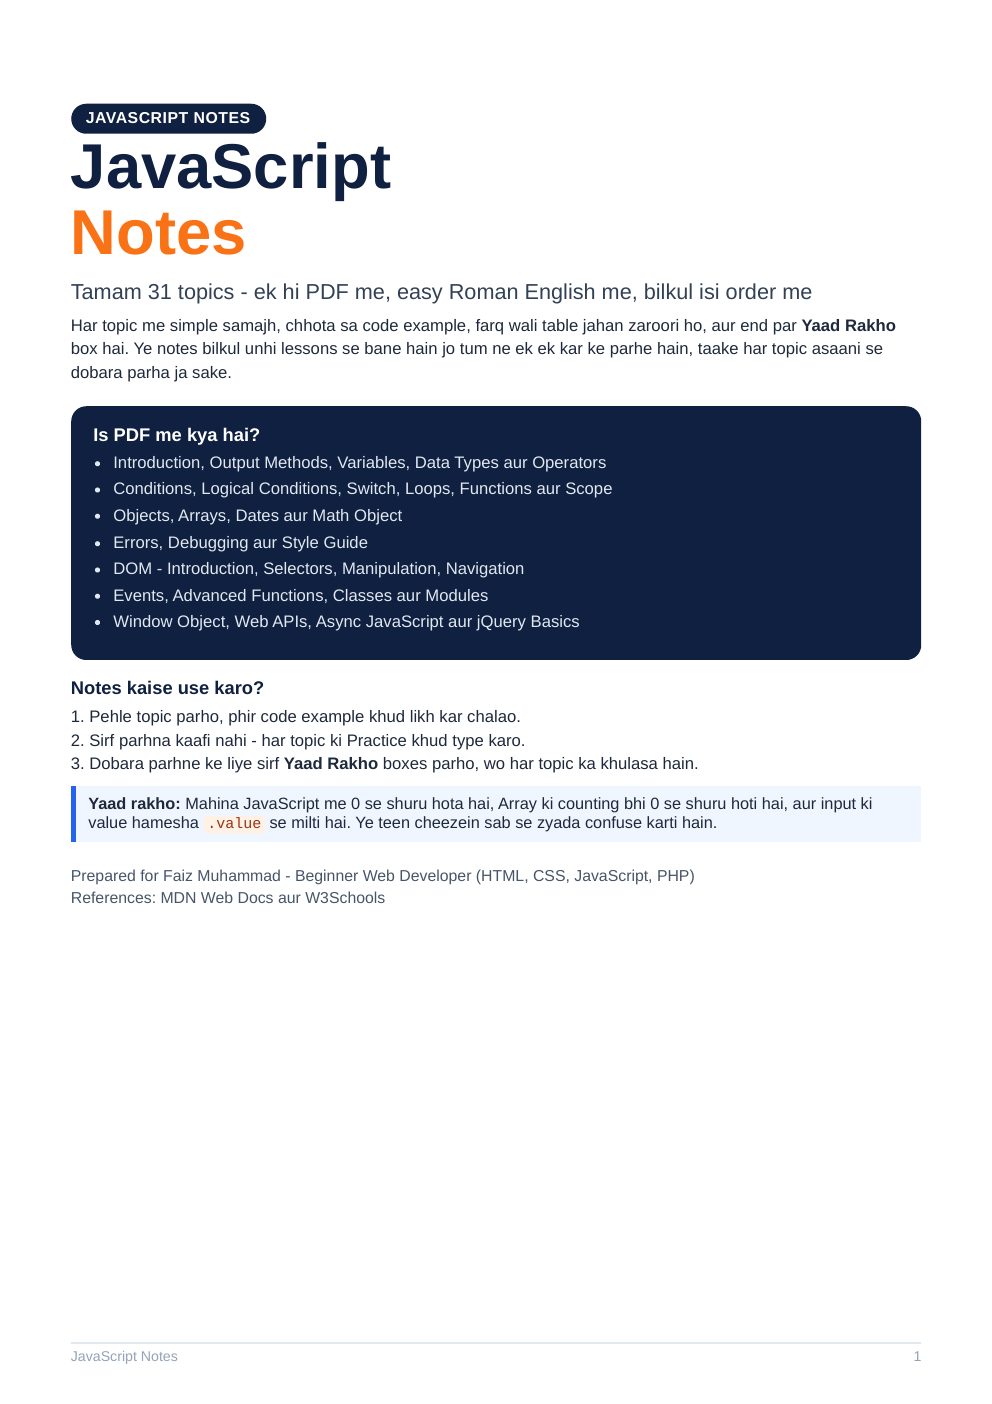 JAVASCRIPT NOTES
JavaScript
Notes
Tamam 31 topics - ek hi PDF me, easy Roman English me, bilkul isi order me
Har topic me simple samajh, chhota sa code example, farq wali table jahan zaroori ho, aur end par Yaad Rakho
box hai. Ye notes bilkul unhi lessons se bane hain jo tum ne ek ek kar ke parhe hain, taake har topic asaani se
dobara parha ja sake.
Is PDF me kya hai?
• Introduction, Output Methods, Variables, Data Types aur Operators
• Conditions, Logical Conditions, Switch, Loops, Functions aur Scope
• Objects, Arrays, Dates aur Math Object
• Errors, Debugging aur Style Guide
• DOM - Introduction, Selectors, Manipulation, Navigation
• Events, Advanced Functions, Classes aur Modules
• Window Object, Web APIs, Async JavaScript aur jQuery Basics
Notes kaise use karo?
1. Pehle topic parho, phir code example khud likh kar chalao.
2. Sirf parhna kaafi nahi - har topic ki Practice khud type karo.
3. Dobara parhne ke liye sirf Yaad Rakho boxes parho, wo har topic ka khulasa hain.
Yaad rakho: Mahina JavaScript me 0 se shuru hota hai, Array ki counting bhi 0 se shuru hoti hai, aur input ki
value hamesha .value se milti hai. Ye teen cheezein sab se zyada confuse karti hain.
Prepared for Faiz Muhammad - Beginner Web Developer (HTML, CSS, JavaScript, PHP)
References: MDN Web Docs aur W3Schools
JavaScript Notes 1